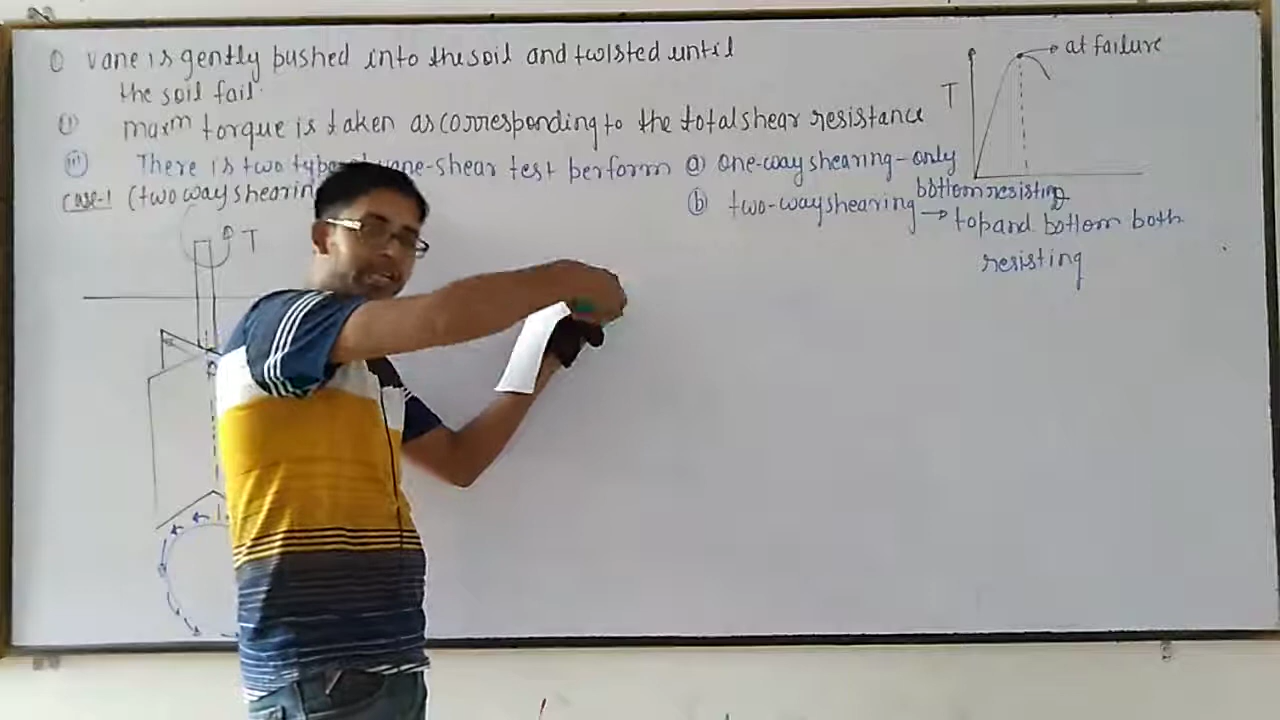 ① vane is gently pushed into the soil and twisted until
the soil fail.
maxm torque is taken as corresponding to the total shear resistance
(iii) There is two type vane-shear test perform ⓐ one-way shearing - only
bottom resisting
case-1 (two way shearin
ⓑ two-way shearing → top and bottom both
resisting
T
T
at failure